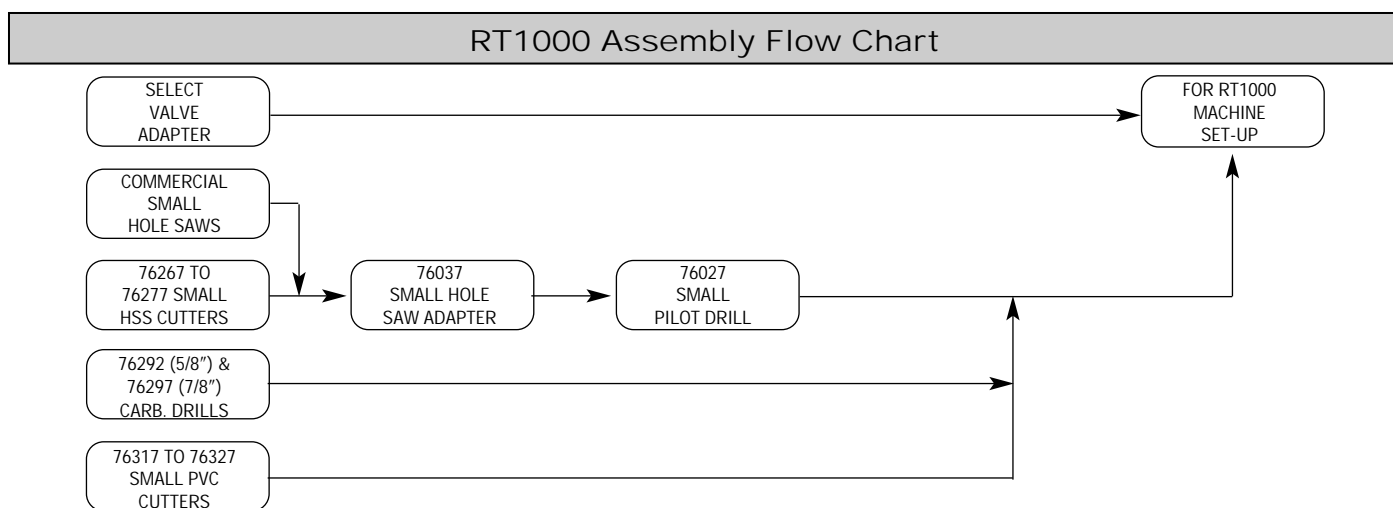 RT1000 Assembly Flow Chart
SELECT
VALVE
ADAPTER
FOR RT1000
MACHINE
SET-UP
COMMERCIAL
SMALL
HOLE SAWS
76267 TO
76277 SMALL
HSS CUTTERS
76037
SMALL HOLE
SAW ADAPTER
76027
SMALL
PILOT DRILL
76292 (5/8″) &
76297 (7/8″)
CARB. DRILLS
76317 TO 76327
SMALL PVC
CUTTERS